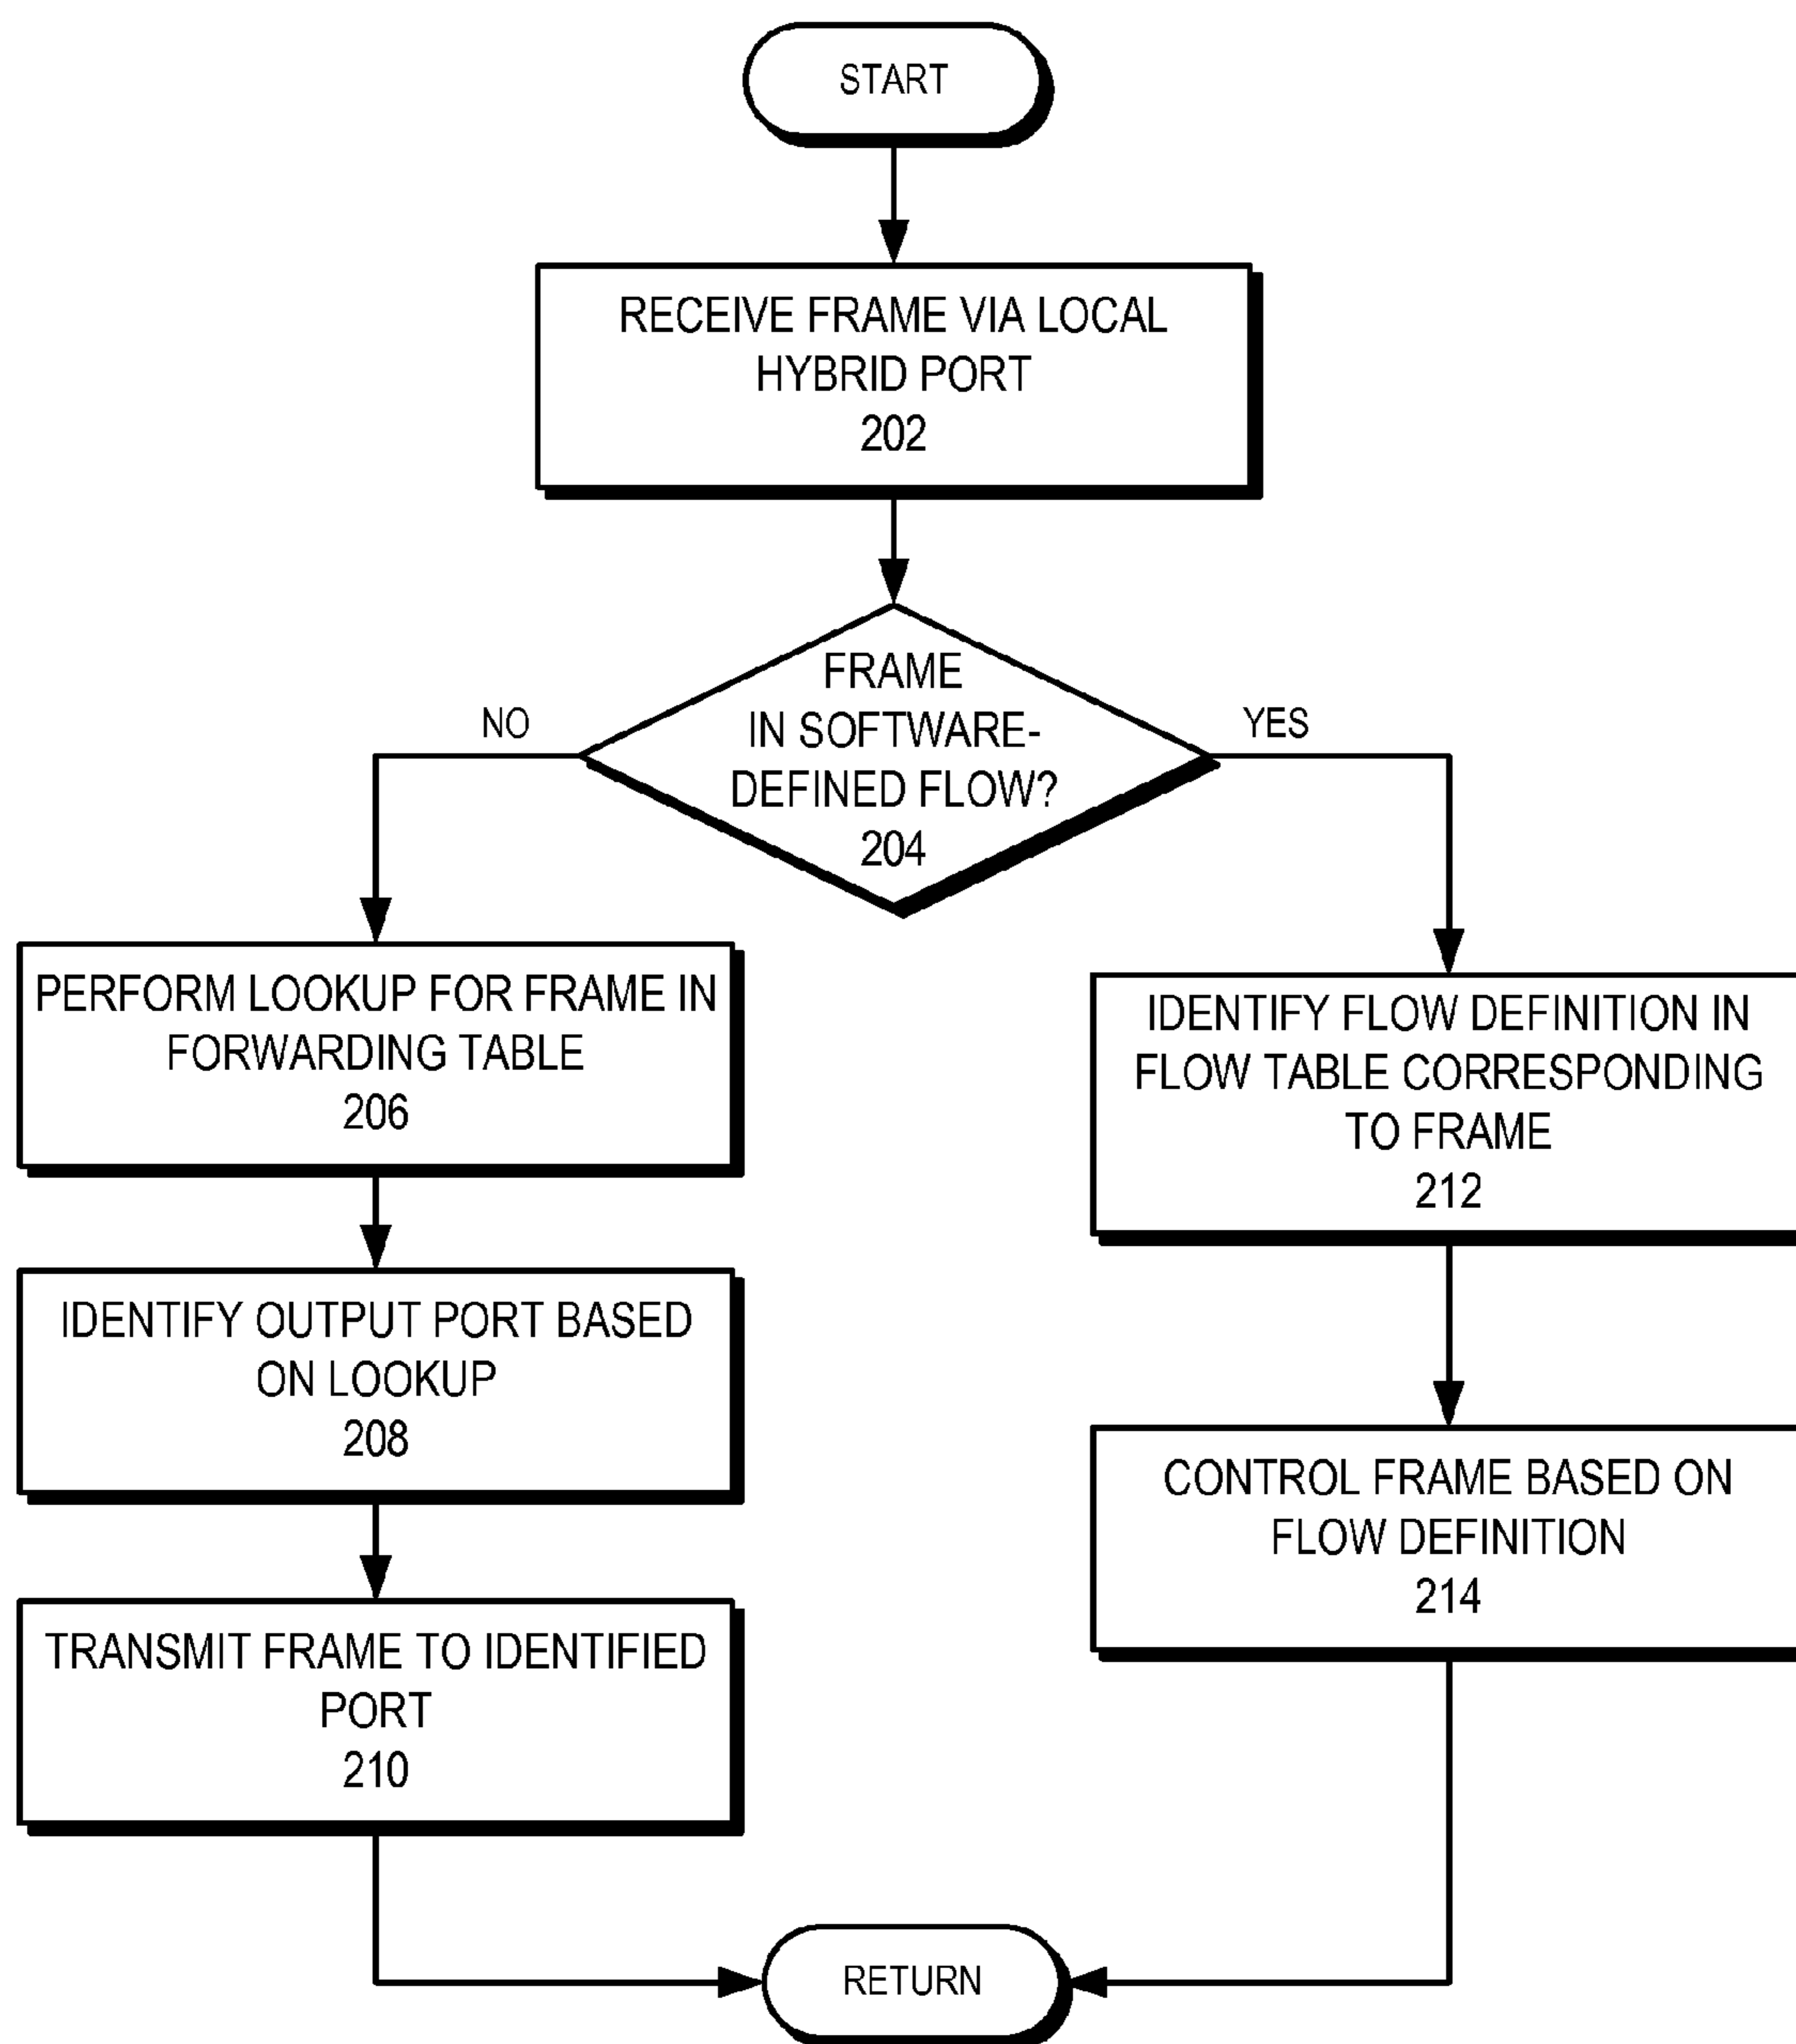 START
RECEIVE FRAME VIA LOCAL
HYBRID PORT
202
FRAME
IN SOFTWARE-
DEFINED FLOW?
204
NO
YES
PERFORM LOOKUP FOR FRAME IN
FORWARDING TABLE
206
IDENTIFY OUTPUT PORT BASED
ON LOOKUP
208
TRANSMIT FRAME TO IDENTIFIED
PORT
210
IDENTIFY FLOW DEFINITION IN
FLOW TABLE CORRESPONDING
TO FRAME
212
CONTROL FRAME BASED ON
FLOW DEFINITION
214
RETURN